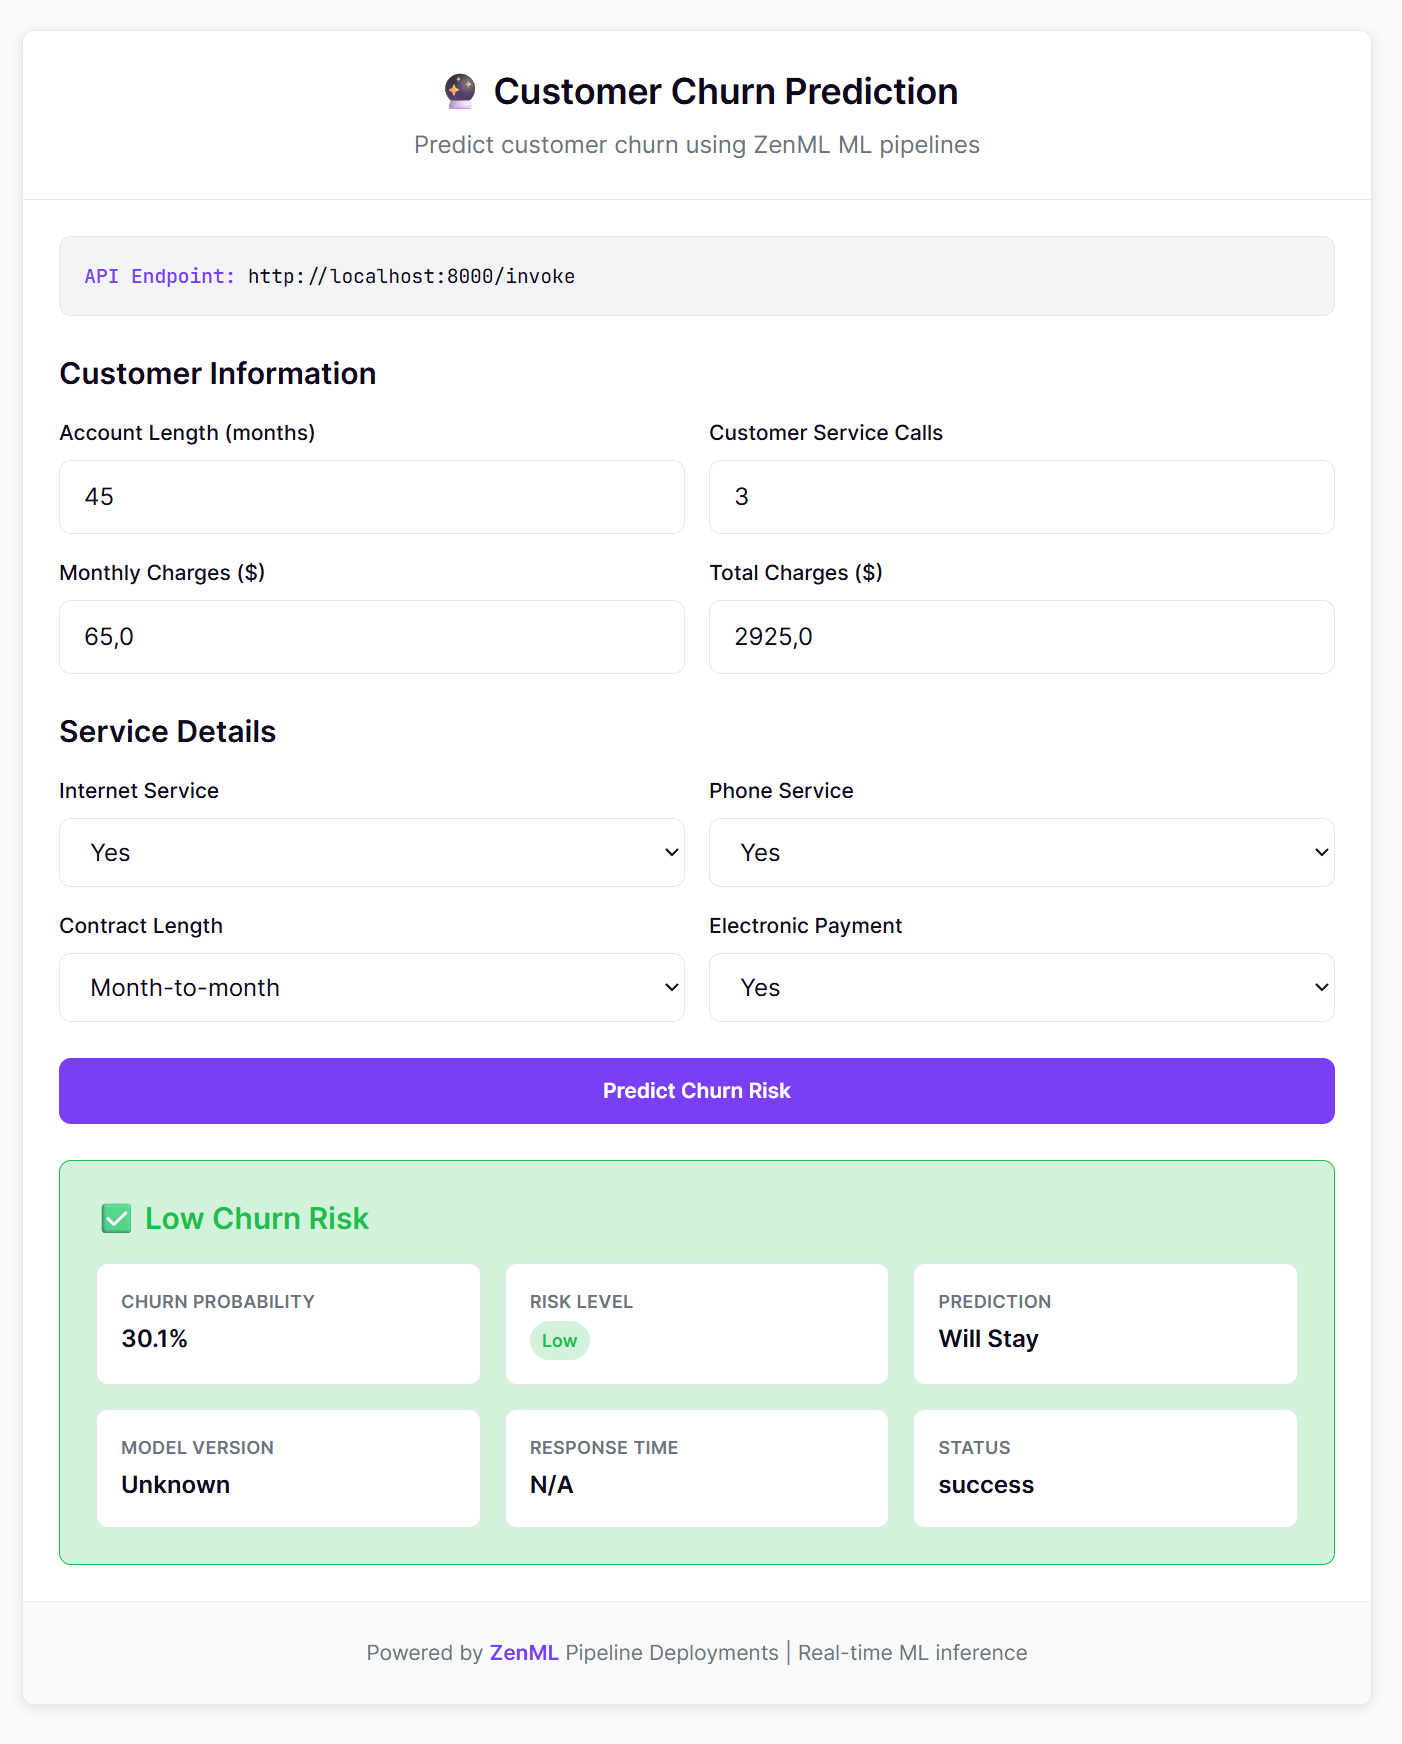 Customer Churn Prediction
Predict customer churn using ZenML ML pipelines
API Endpoint: http://localhost:8000/invoke
Customer Information
Account Length (months)
Customer Service Calls
45
3
Monthly Charges ($)
Total Charges ($)
65,0
2925,0
Service Details
Internet Service
Phone Service
Yes
Yes
Contract Length
Electronic Payment
Month-to-month
Yes
Predict Churn Risk
Low Churn Risk
CHURN PROBABILITY
30.1%
RISK LEVEL
Low
PREDICTION
Will Stay
MODEL VERSION
Unknown
RESPONSE TIME
N/A
STATUS
success
Powered by ZenML Pipeline Deployments | Real-time ML inference